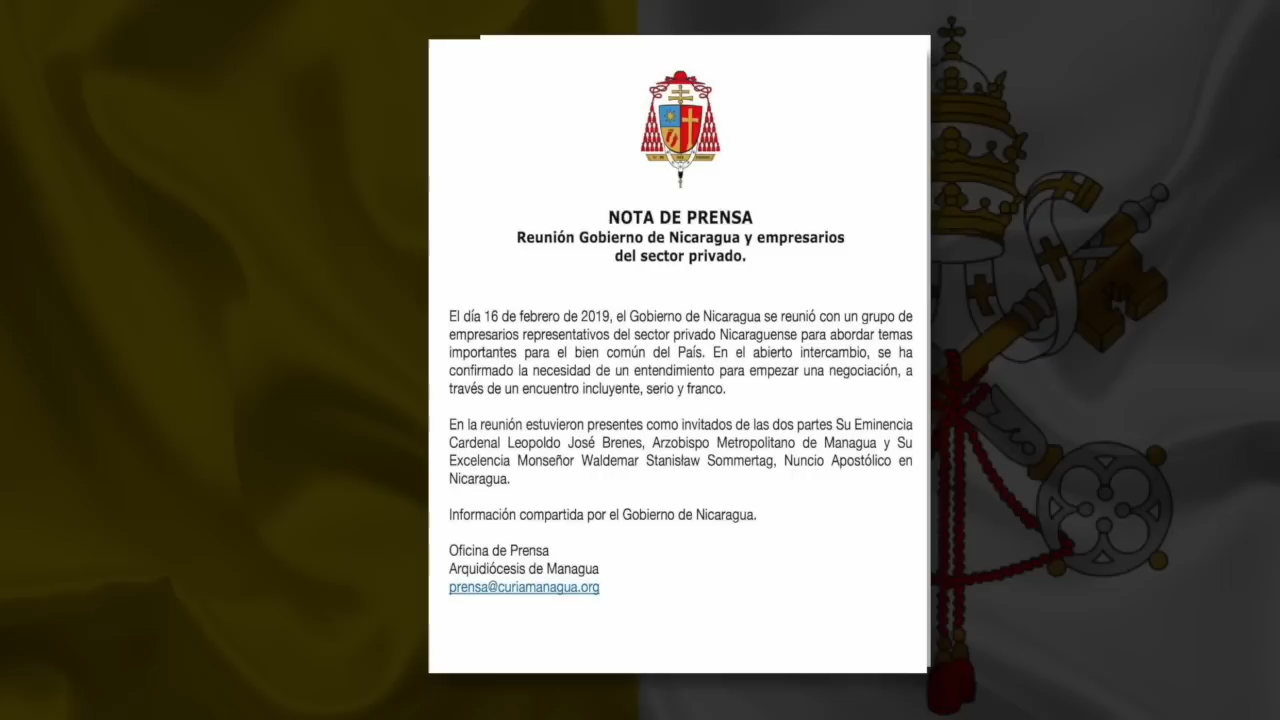 NOTA DE PRENSA
Reunión Gobierno de Nicaragua y empresarios
del sector privado.
El día 16 de febrero de 2019, el Gobierno de Nicaragua se reunió con un grupo de
empresarios representativos del sector privado Nicaraguense para abordar temas
importantes para el bien común del País. En el abierto intercambio, se ha
confirmado la necesidad de un entendimiento para empezar una negociación, a
través de un encuentro incluyente, serio y franco.
En la reunión estuvieron presentes como invitados de las dos partes Su Eminencia
Cardenal Leopoldo José Brenes, Arzobispo Metropolitano de Managua y Su
Excelencia Monseñor Waldemar Stanisław Sommertag, Nuncio Apostólico en
Nicaragua.
Información compartida por el Gobierno de Nicaragua.
Oficina de Prensa
Arquidiócesis de Managua
prensa@curiamanagua.org